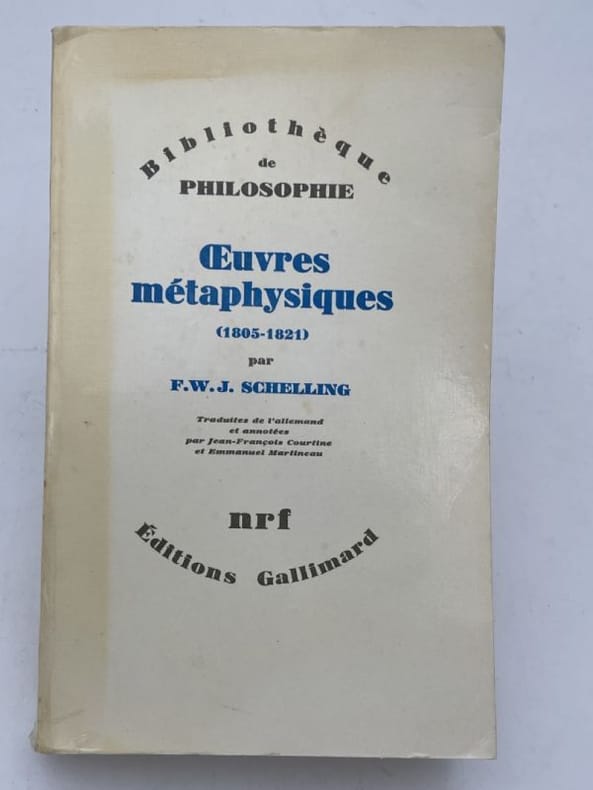 Bibliothèque
de
PHILOSOPHIE
Œuvres
métaphysiques
(1805-1821)
par
F.W.J. SCHELLING
Traduites de l'allemand
et annotées
par Jean-François Courtine
et Emmanuel Martineau
nrf
Éditions Gallimard